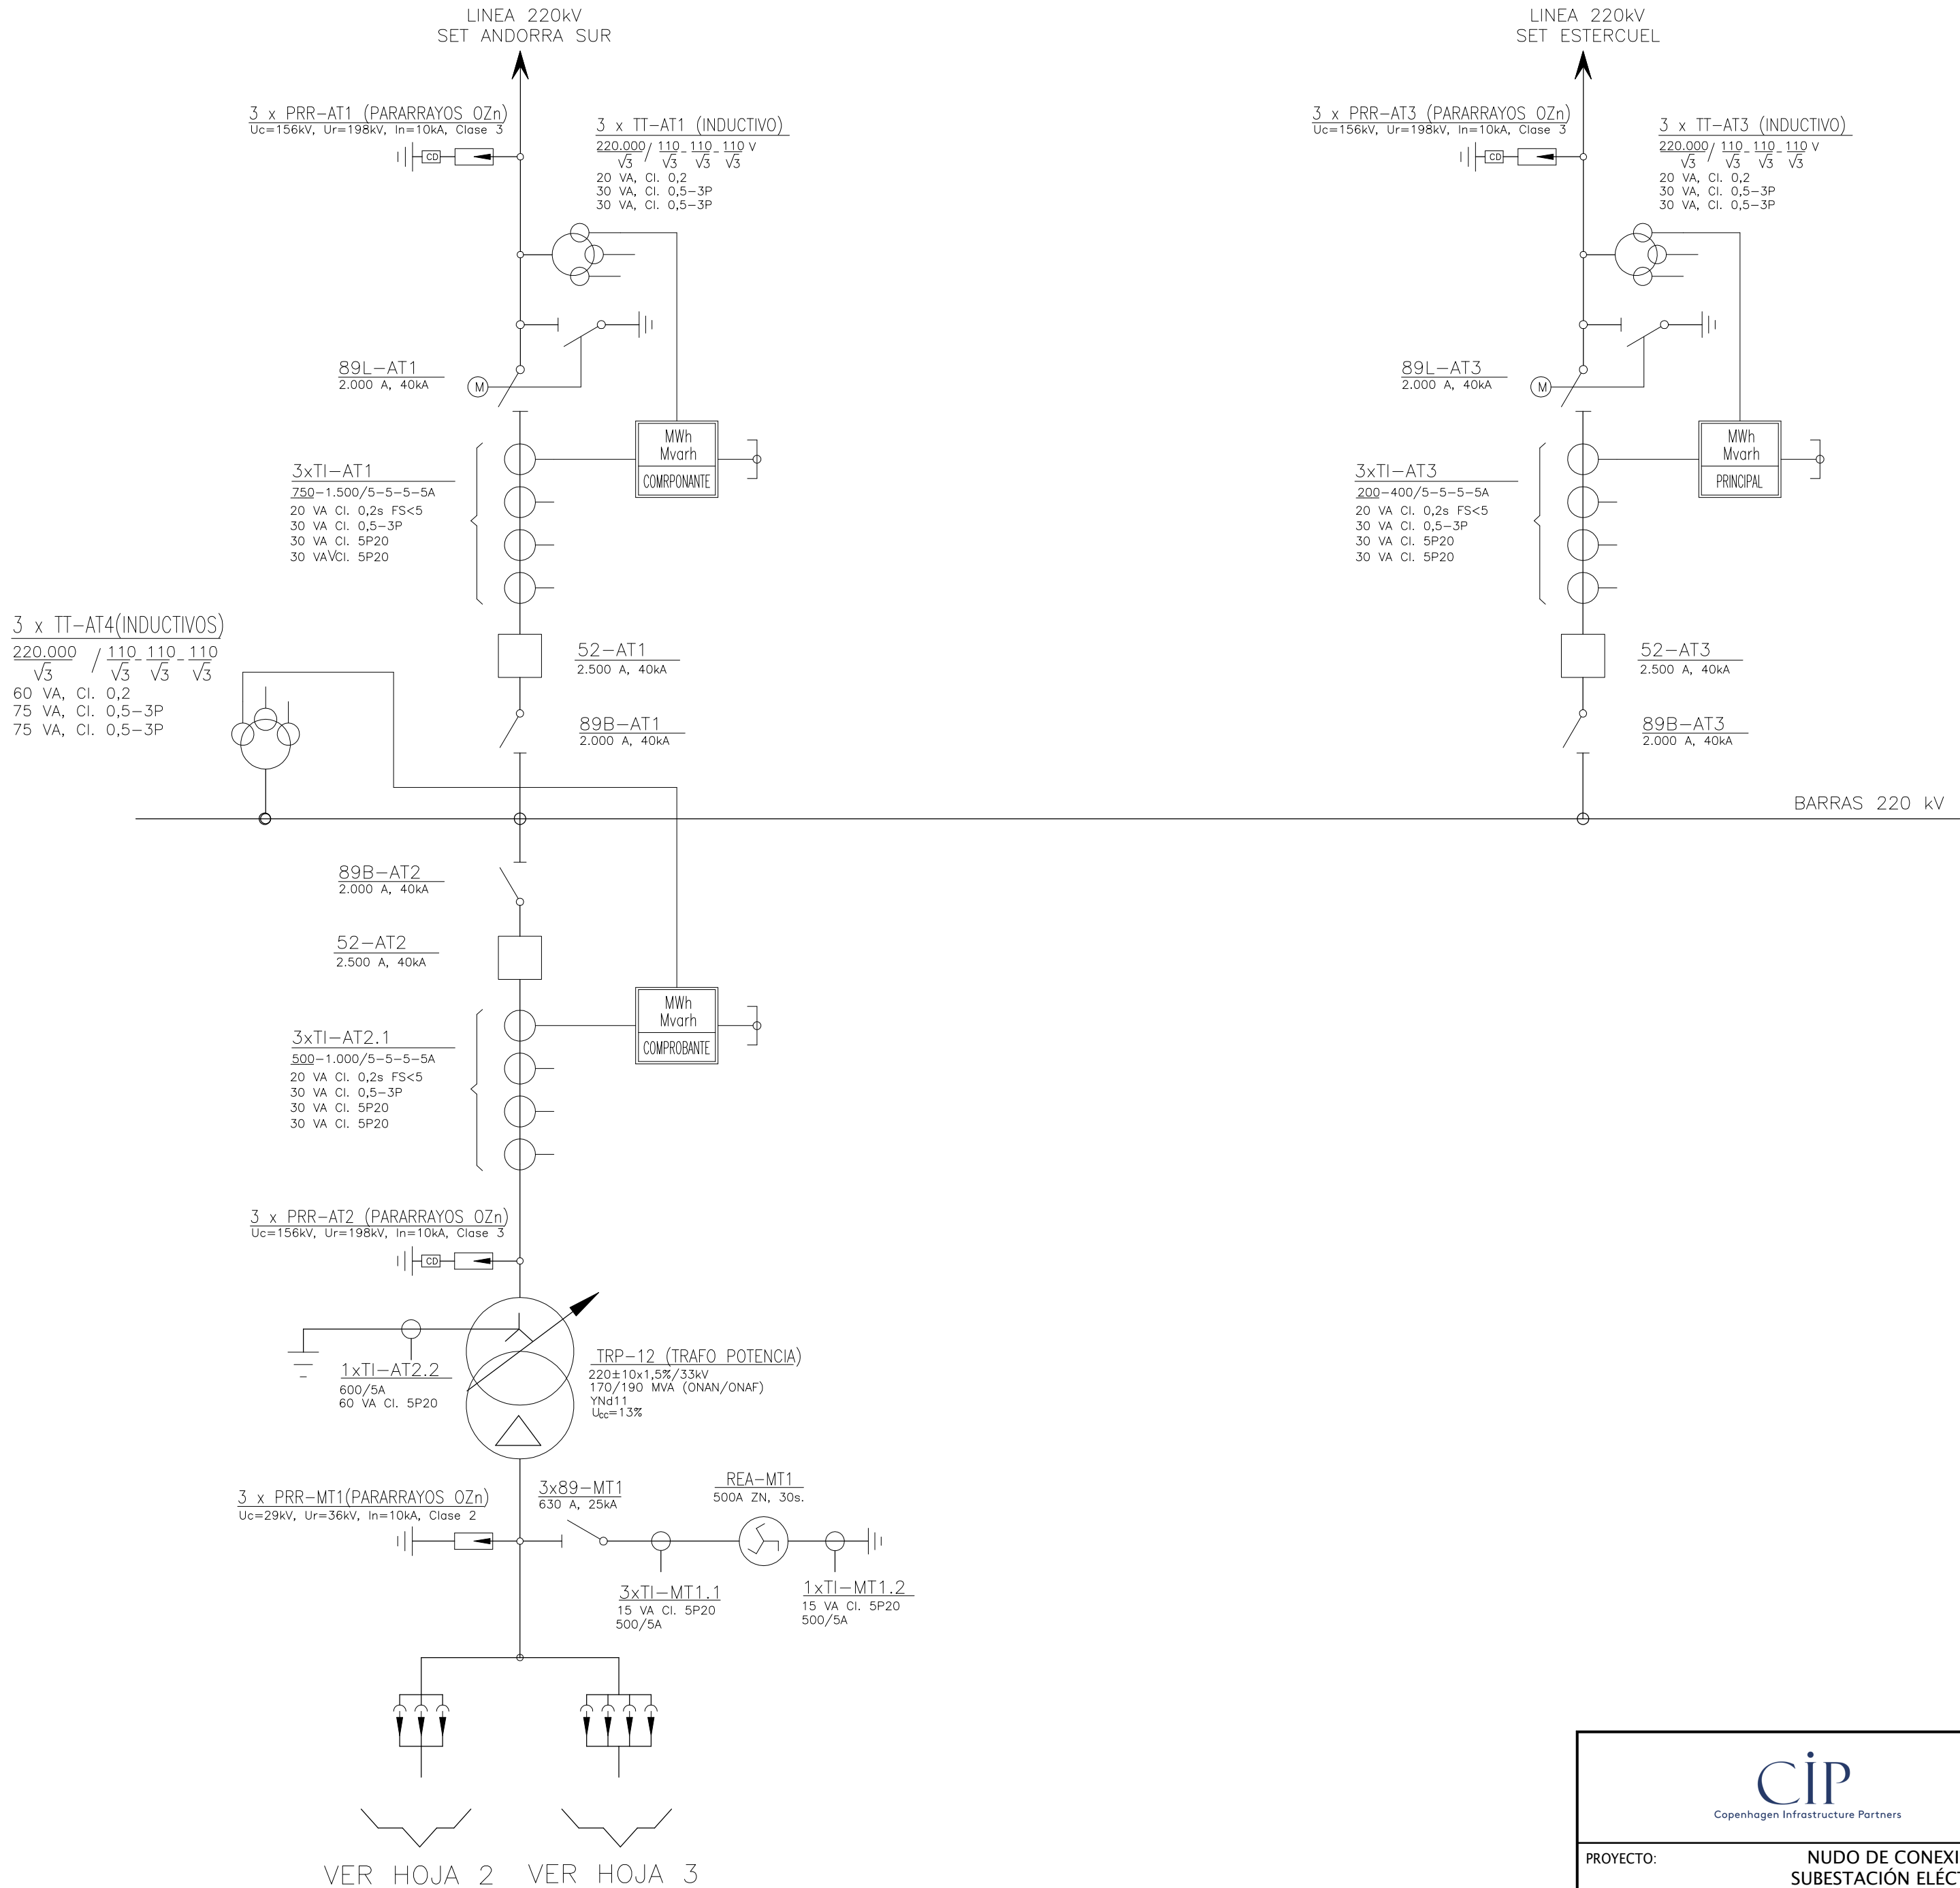 LINEA 220kV
SET ANDORRA SUR
3 x PRR-AT1 (PARARRAYOS OZn)
Uc=156kV, Ur=198kV, In=10kA, Clase 3
CD
3 x TT-AT1 (INDUCTIVO)
220.000/√3 / 110/√3 - 110/√3 - 110/√3 V
20 VA, Cl. 0,2
30 VA, Cl. 0,5-3P
30 VA, Cl. 0,5-3P
89L-AT1
2.000 A, 40kA
M
MWh
Mvarh
COMRPONANTE
3xTI-AT1
750-1.500/5-5-5-5A
20 VA Cl. 0,2s FS<5
30 VA Cl. 0,5-3P
30 VA Cl. 5P20
30 VAVCl. 5P20
52-AT1
2.500 A, 40kA
89B-AT1
2.000 A, 40kA
3 x TT-AT4(INDUCTIVOS)
220.000/√3 / 110/√3 - 110/√3 - 110/√3
60 VA, Cl. 0,2
75 VA, Cl. 0,5-3P
75 VA, Cl. 0,5-3P
LINEA 220kV
SET ESTERCUEL
3 x PRR-AT3 (PARARRAYOS OZn)
Uc=156kV, Ur=198kV, In=10kA, Clase 3
CD
3 x TT-AT3 (INDUCTIVO)
220.000/√3 / 110/√3 - 110/√3 - 110/√3 V
20 VA, Cl. 0,2
30 VA, Cl. 0,5-3P
30 VA, Cl. 0,5-3P
89L-AT3
2.000 A, 40kA
M
MWh
Mvarh
PRINCIPAL
3xTI-AT3
200-400/5-5-5-5A
20 VA Cl. 0,2s FS<5
30 VA Cl. 0,5-3P
30 VA Cl. 5P20
30 VA Cl. 5P20
52-AT3
2.500 A, 40kA
89B-AT3
2.000 A, 40kA
BARRAS 220 kV
89B-AT2
2.000 A, 40kA
52-AT2
2.500 A, 40kA
MWh
Mvarh
COMPROBANTE
3xTI-AT2.1
500-1.000/5-5-5-5A
20 VA Cl. 0,2s FS<5
30 VA Cl. 0,5-3P
30 VA Cl. 5P20
30 VA Cl. 5P20
3 x PRR-AT2 (PARARRAYOS OZn)
Uc=156kV, Ur=198kV, In=10kA, Clase 3
CD
1xTI-AT2.2
600/5A
60 VA Cl. 5P20
TRP-12 (TRAFO POTENCIA)
220±10x1,5%/33kV
170/190 MVA (ONAN/ONAF)
YNd11
Ucc=13%
3 x PRR-MT1(PARARRAYOS OZn)
Uc=29kV, Ur=36kV, In=10kA, Clase 2
3x89-MT1
630 A, 25kA
REA-MT1
500A ZN, 30s.
3xTI-MT1.1
15 VA Cl. 5P20
500/5A
1xTI-MT1.2
15 VA Cl. 5P20
500/5A
VER HOJA 2
VER HOJA 3
CIP
Copenhagen Infrastructure Partners
PROYECTO:
NUDO DE CONEXI
SUBESTACIÓN ELÉCT